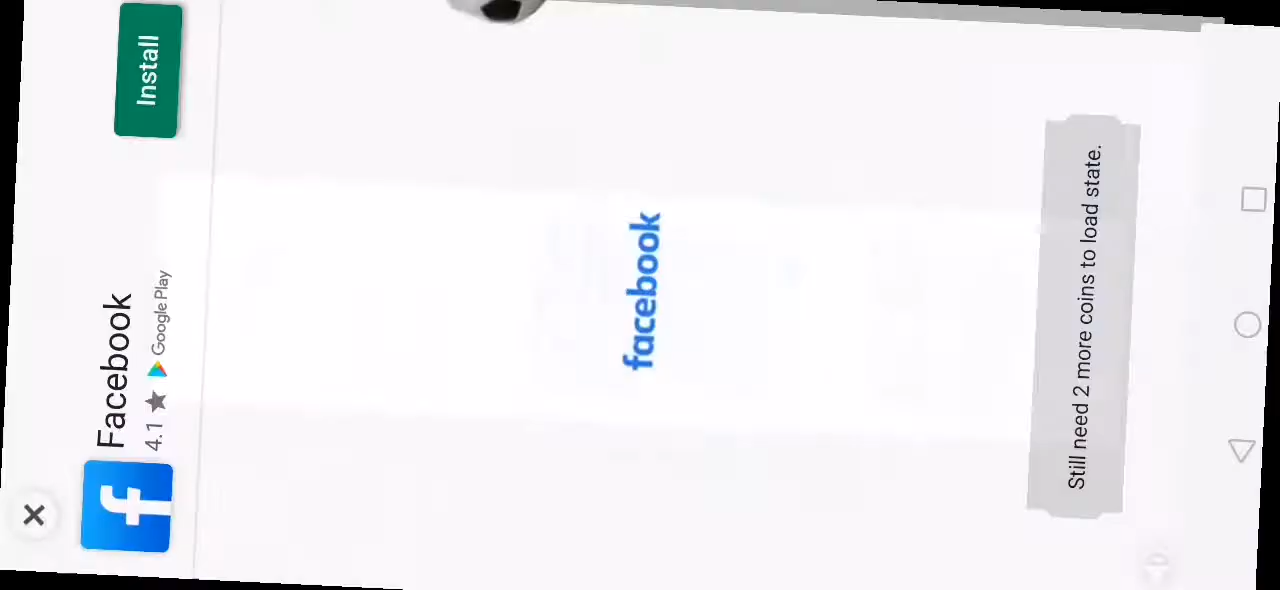 Facebook
4.1 ★ Google Play
Install
facebook
Still need 2 more coins to load state.